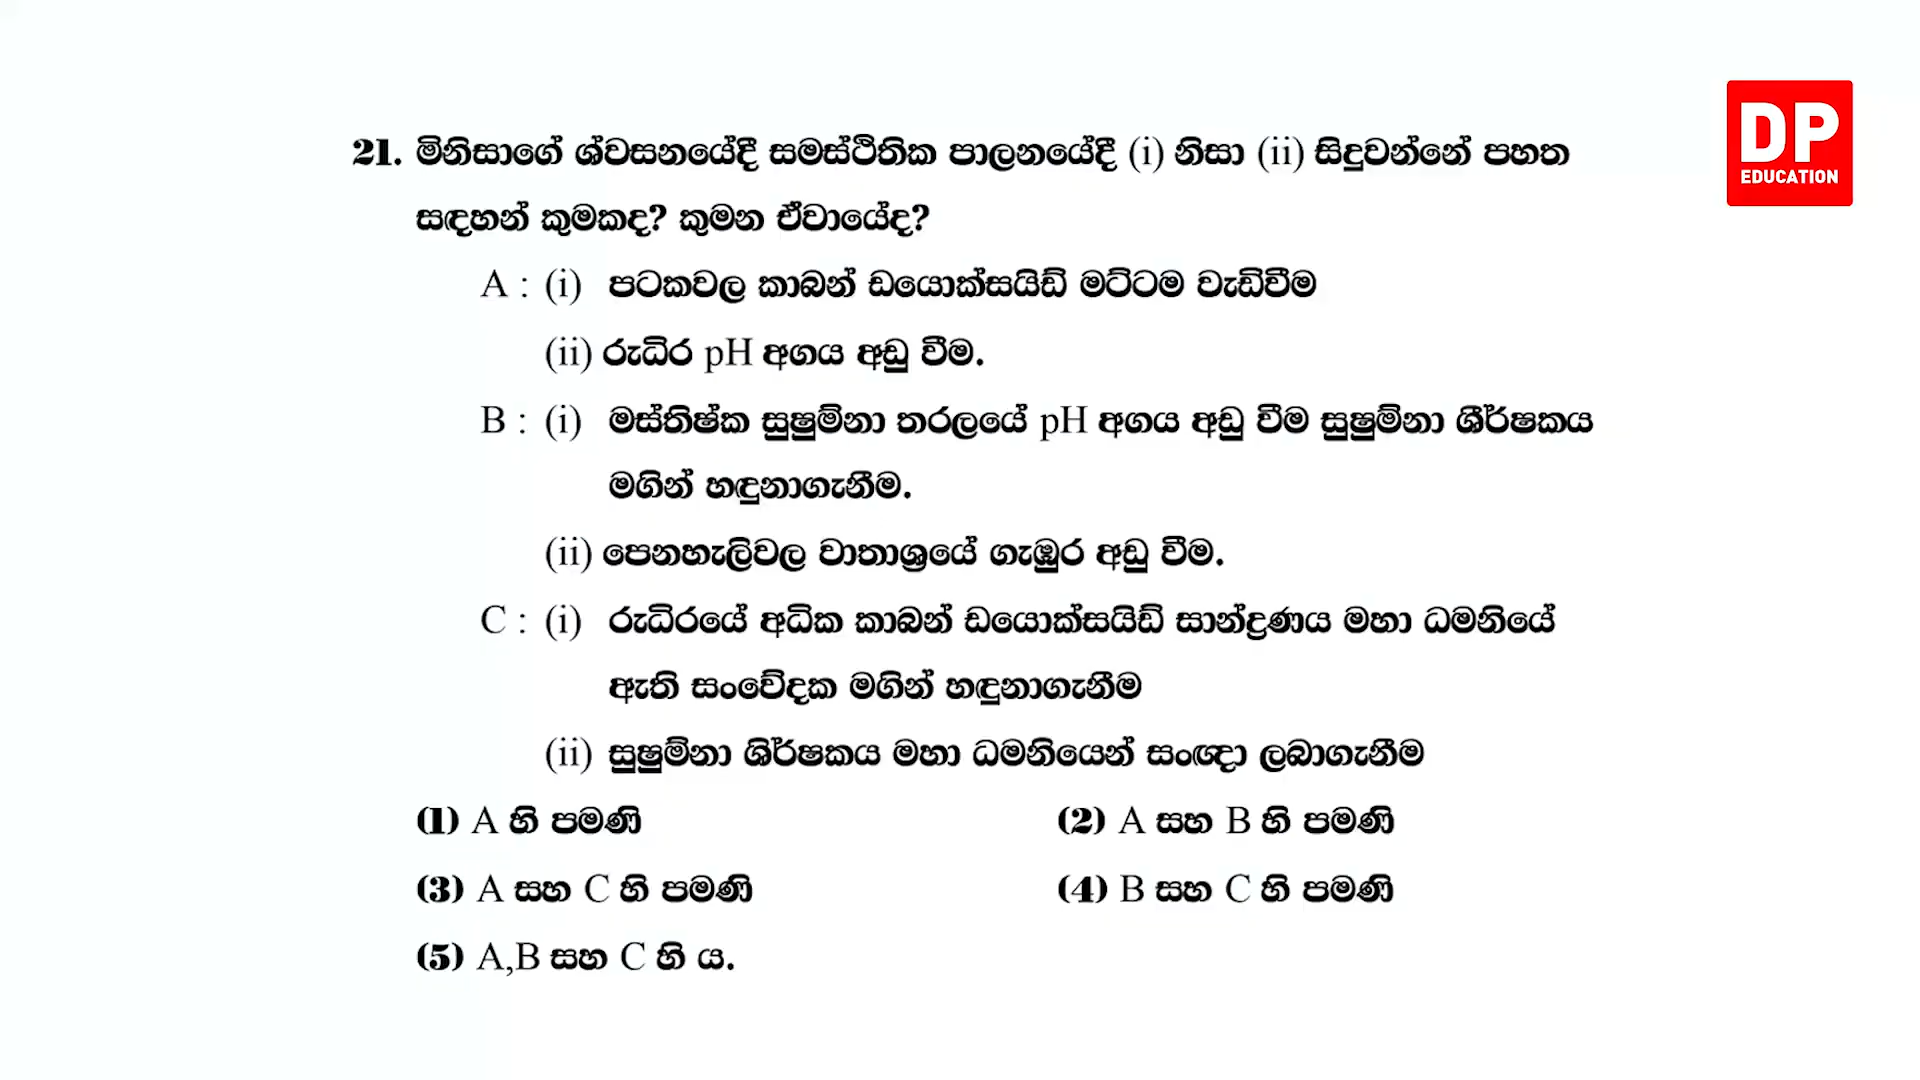 DP
EDUCATION
21. මිනිසාගේ ශ්වසනයේදී සමස්ථිතික පාලනයේදී (i) නිසා (ii) සිදුවන්නේ පහත
සඳහන් කුමකද? කුමන ඒවායේද?
A : (i) පටකවල කාබන් ඩයොක්සයිඩ් මට්ටම වැඩිවීම
(ii) රුධිර pH අගය අඩු වීම.
B : (i) මස්තිෂ්ක සුෂුම්නා තරලයේ pH අගය අඩු වීම සුෂුම්නා ශීර්ෂකය
මගින් හඳුනාගැනීම.
(ii) පෙනහැලිවල වාතාශ්‍රයේ ගැඹුර අඩු වීම.
C : (i) රුධිරයේ අධික කාබන් ඩයොක්සයිඩ් සාන්ද්‍රණය මහා ධමනියේ
ඇති සංවේදක මගින් හඳුනාගැනීම
(ii) සුෂුම්නා ශිර්ෂකය මහා ධමනියෙන් සංඥා ලබාගැනීම
(1) A හි පමණි (2) A සහ B හි පමණි
(3) A සහ C හි පමණි (4) B සහ C හි පමණි
(5) A,B සහ C හි ය.